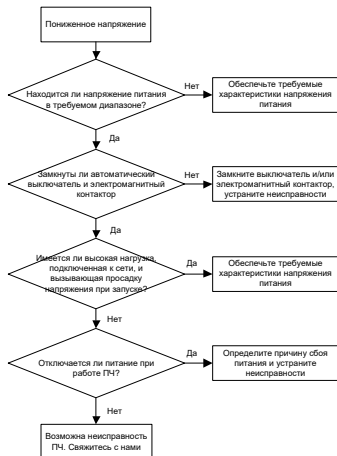 Пониженное напряжение
Находится ли напряжение питания
в требуемом диапазоне?
Нет
Обеспечьте требуемые
характеристики напряжения
питания
Да
Замкнуты ли автоматический
выключатель и электромагнитный
контактор
Нет
Замкните выключатель и/или
электромагнитный контактор,
устраните неисправности
Да
Имеется ли высокая нагрузка,
подключенная к сети, и
вызывающая просадку
напряжения при запуске?
Да
Обеспечьте требуемые
характеристики напряжения
питания
Нет
Отключается ли питание при
работе ПЧ?
Да
Определите причину сбоя
питания и устраните
неисправности
Нет
Возможна неисправность
ПЧ. Свяжитесь с нами